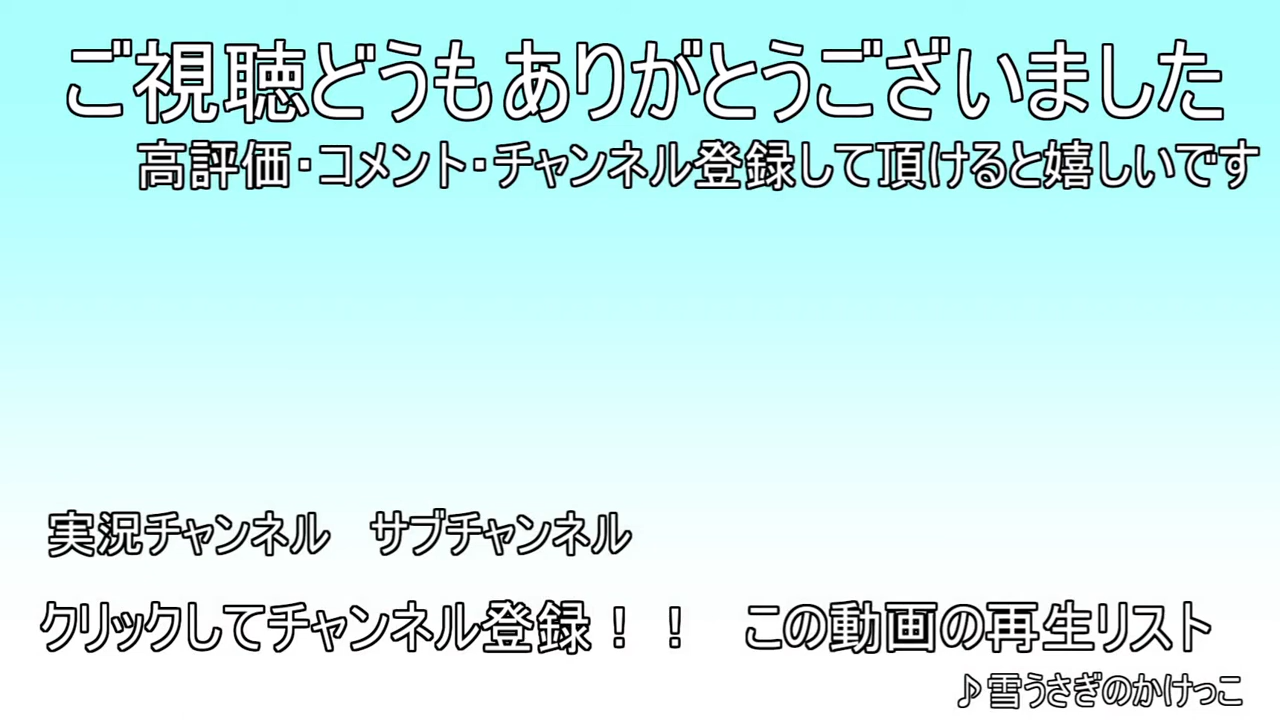 ご視聴どうもありがとうございました
高評価・コメント・チャンネル登録して頂けると嬉しいです
実況チャンネル　サブチャンネル
クリックしてチャンネル登録！！　この動画の再生リスト
♪雪うさぎのかけっこ